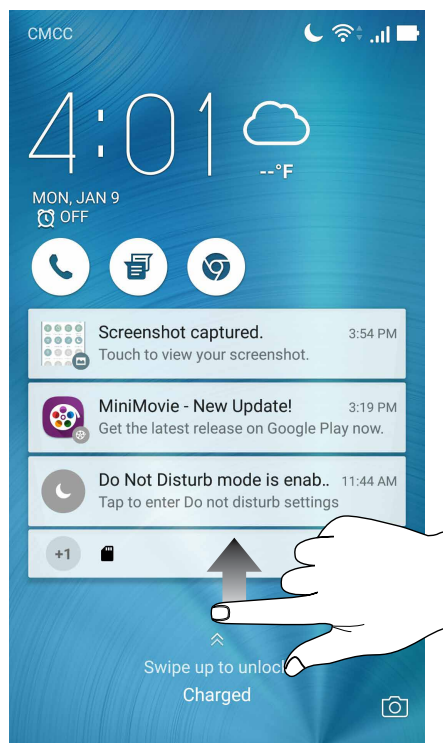 CMCC
4:01
--°F
MON, JAN 9
OFF
Screenshot captured. 3:54 PM
Touch to view your screenshot.
MiniMovie - New Update! 3:19 PM
Get the latest release on Google Play now.
Do Not Disturb mode is enab.. 11:44 AM
Tap to enter Do not disturb settings
+1
Swipe up to unlock
Charged